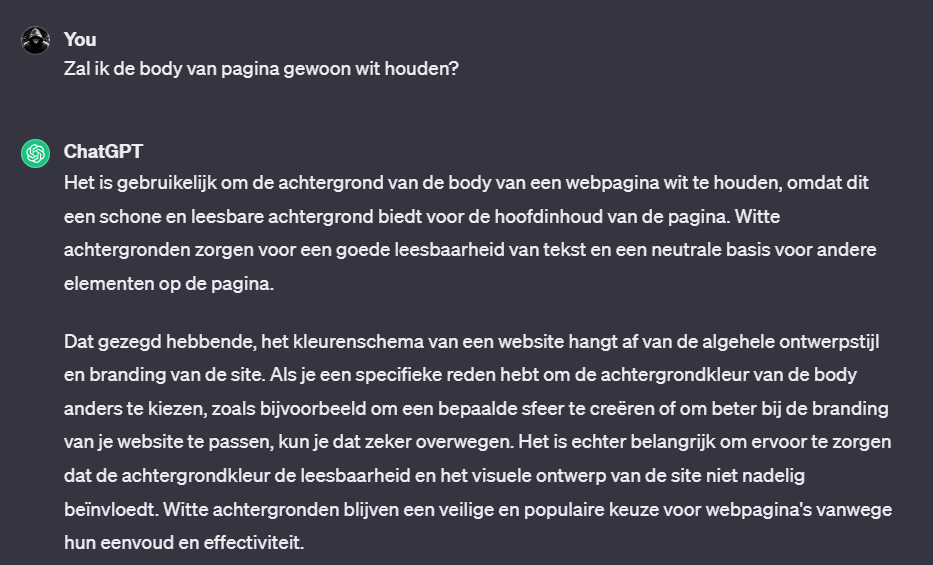 You
Zal ik de body van pagina gewoon wit houden?
ChatGPT
Het is gebruikelijk om de achtergrond van de body van een webpagina wit te houden, omdat dit
een schone en leesbare achtergrond biedt voor de hoofdinhoud van de pagina. Witte
achtergronden zorgen voor een goede leesbaarheid van tekst en een neutrale basis voor andere
elementen op de pagina.
Dat gezegd hebbende, het kleurenschema van een website hangt af van de algehele ontwerpstijl
en branding van de site. Als je een specifieke reden hebt om de achtergrondkleur van de body
anders te kiezen, zoals bijvoorbeeld om een bepaalde sfeer te creëren of om beter bij de branding
van je website te passen, kun je dat zeker overwegen. Het is echter belangrijk om ervoor te zorgen
dat de achtergrondkleur de leesbaarheid en het visuele ontwerp van de site niet nadelig
beïnvloedt. Witte achtergronden blijven een veilige en populaire keuze voor webpagina's vanwege
hun eenvoud en effectiviteit.